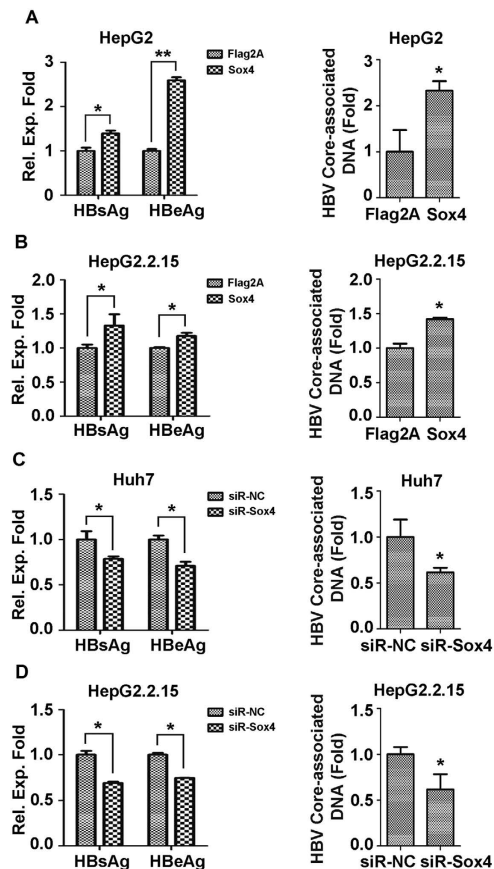 A
HepG2
Rel. Exp. Fold
3
2
1
0
* **
Flag2A
Sox4
HBsAg HBeAg
HepG2
HBV Core-associated
DNA (Fold)
3
2
1
0
*
Flag2A Sox4
B
HepG2.2.15
Rel. Exp. Fold
2.0
1.5
1.0
0.5
0.0
* *
Flag2A
Sox4
HBsAg HBeAg
HepG2.2.15
HBV Core-associated
DNA (Fold)
2.0
1.5
1.0
0.5
0.0
*
Flag2A Sox4
C
Huh7
Rel. Exp. Fold
1.5
1.0
0.5
0.0
* *
siR-NC
siR-Sox4
HBsAg HBeAg
Huh7
HBV Core-associated
DNA (Fold)
1.5
1.0
0.5
0.0
*
siR-NC siR-Sox4
D
HepG2.2.15
Rel. Exp. Fold
1.5
1.0
0.5
0.0
* *
siR-NC
siR-Sox4
HBsAg HBeAg
HepG2.2.15
HBV Core-associated
DNA (Fold)
1.5
1.0
0.5
0.0
*
siR-NC siR-Sox4